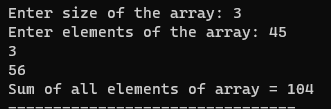 Enter size of the array: 3
Enter elements of the array: 45
3
56
Sum of all elements of array = 104
--------------------------------